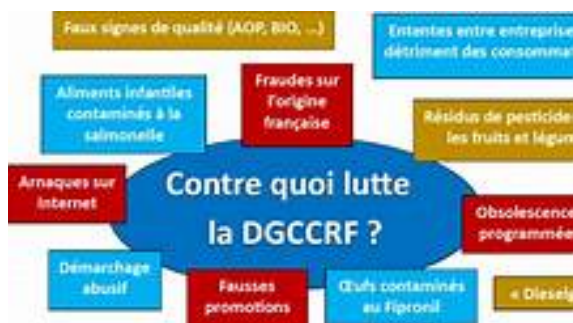 Faux signes de qualité (AOP, BIO, ...)
Ententes entre entreprise
détriment des consommat
Aliments infantiles
contaminés à la
salmonelle
Fraudes sur
l'origine
française
Résidus de pesticide
les fruits et légum
Arnaques sur
Internet
Contre quoi lutte
la DGCCRF ?
Obsolescence
programmée
Démarchage
abusif
Fausses
promotions
Œufs contaminés
au Fipronil
« Dieselg